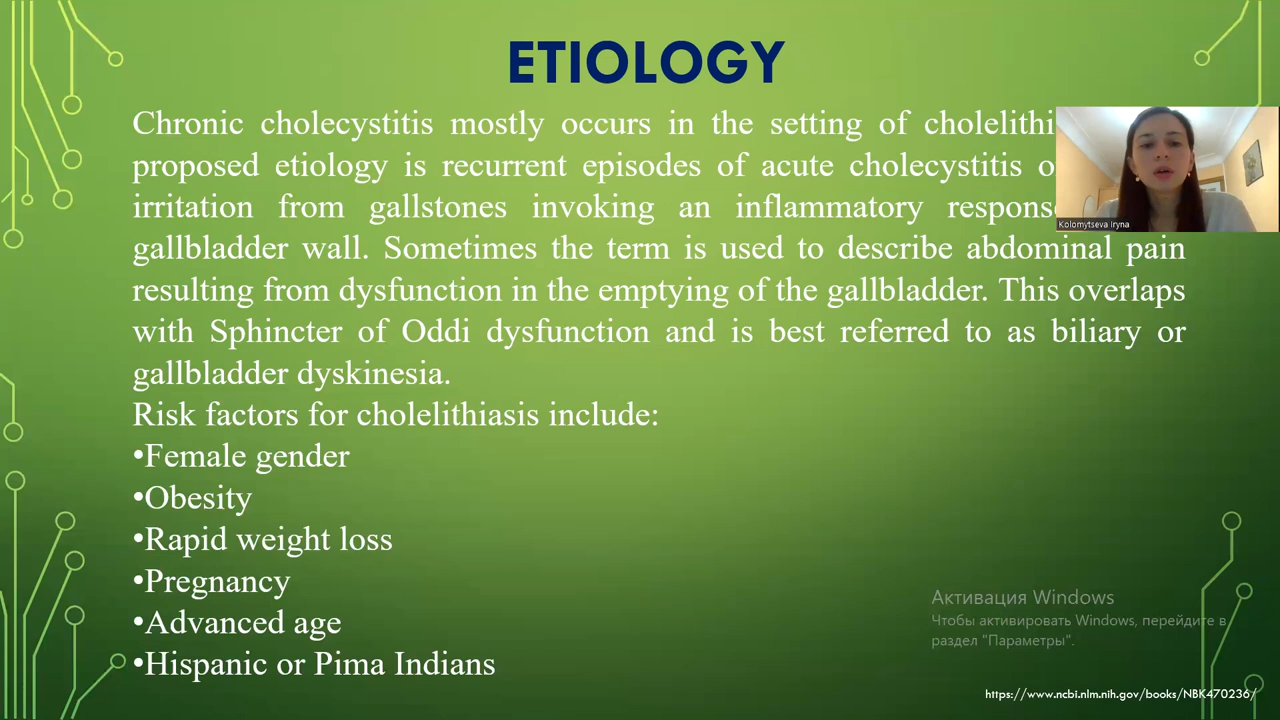 ETIOLOGY
Chronic cholecystitis mostly occurs in the setting of
proposed etiology is recurrent episodes of acute cholecystitis
irritation from gallstones invoking an inflammatory
gallbladder wall. Sometimes the term is used to describe abdominal pain
resulting from dysfunction in the emptying of the gallbladder. This overlaps
with Sphincter of Oddi dysfunction and is best referred to as biliary or
gallbladder dyskinesia.
Risk factors for cholelithiasis include:
•Female gender
•Obesity
•Rapid weight loss
•Pregnancy
•Advanced age
•Hispanic or Pima Indians
Kolomytseva Iryna
Активация Windows
Чтобы активировать Windows, перейдите в
раздел "Параметры".
https://www.ncbi.nlm.nih.gov/books/NBK470236/